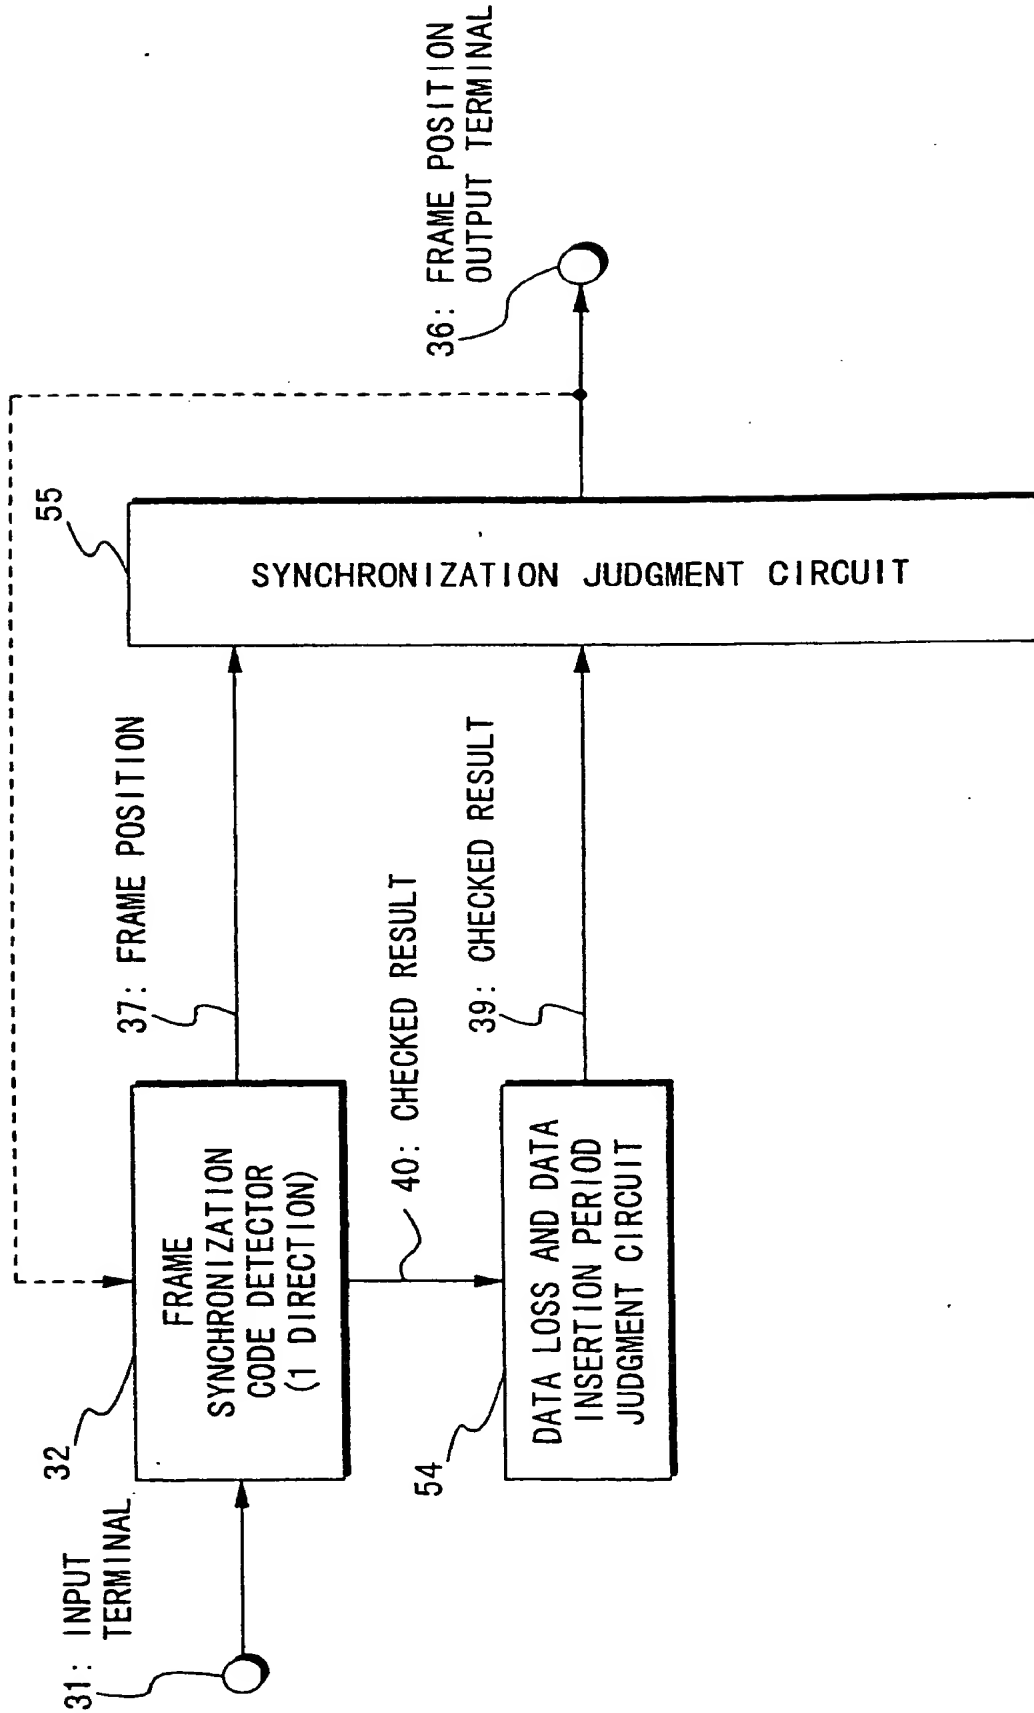 31: INPUT
TERMINAL
32
FRAME
SYNCHRONIZATION
CODE DETECTOR
(1 DIRECTION)
37: FRAME POSITION
40: CHECKED RESULT
54
DATA LOSS AND DATA
INSERTION PERIOD
JUDGMENT CIRCUIT
39: CHECKED RESULT
55
SYNCHRONIZATION JUDGMENT CIRCUIT
36: FRAME POSITION
OUTPUT TERMINAL